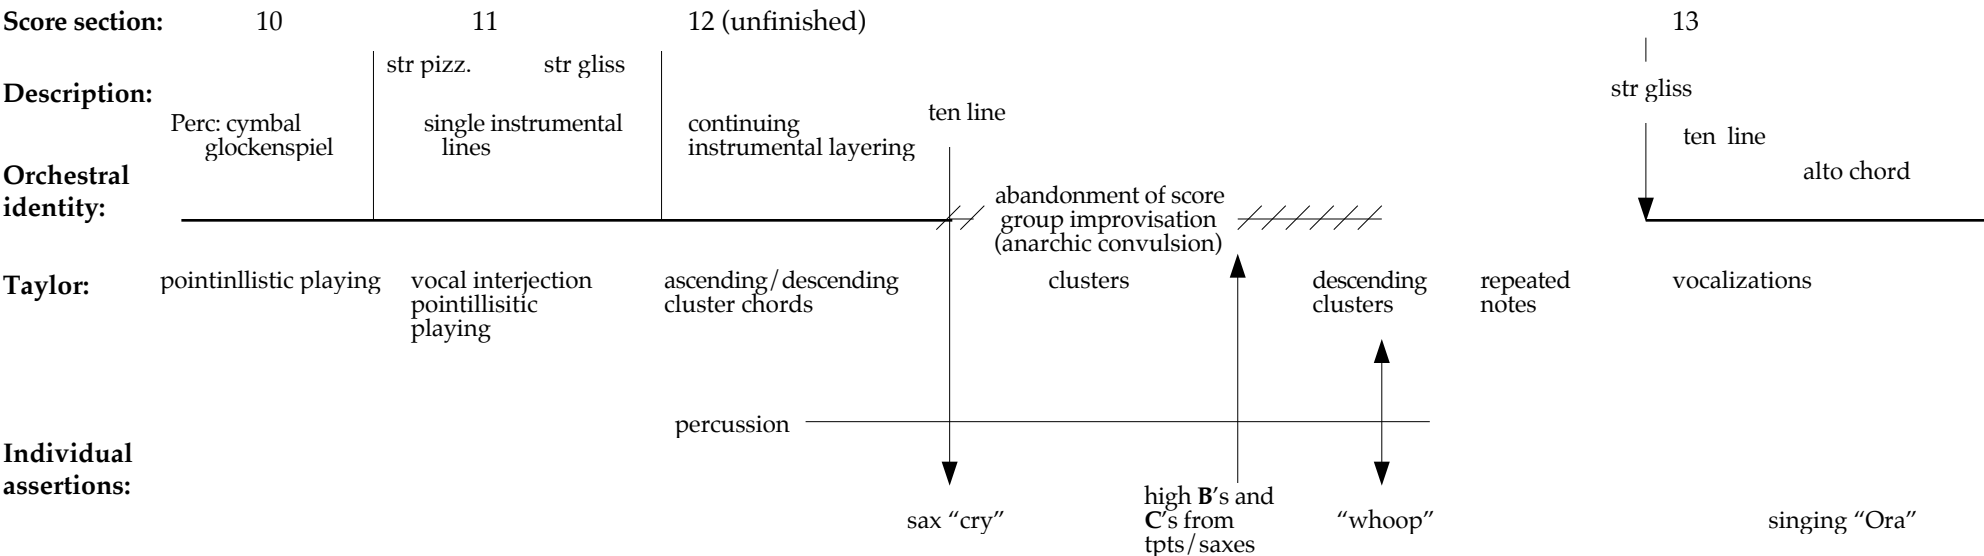 Score section: 10 11 12 (unfinished) 13
str pizz. str gliss
Description: str gliss
ten line
Perc: cymbal single instrumental continuing
glockenspiel lines instrumental layering
ten line
Orchestral alto chord
identity:
abandonment of score
group improvisation
(anarchic convulsion)
Taylor: pointinllistic playing vocal interjection ascending/descending clusters descending repeated vocalizations
pointillisitic cluster chords clusters notes
playing
percussion
Individual
assertions:
high B's and
sax “cry” C's from “whoop” singing “Ora”
tpts/saxes